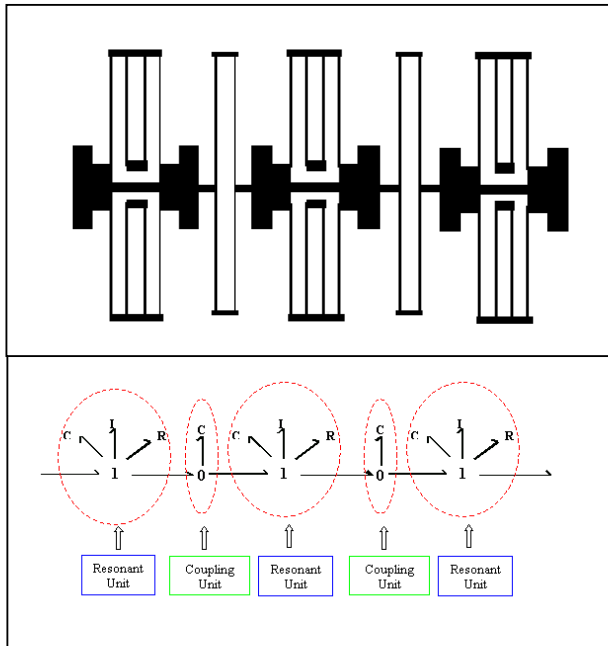 C I R C C I R C C I R
1 0 1 0 1
Resonant Unit
Coupling Unit
Resonant Unit
Coupling Unit
Resonant Unit